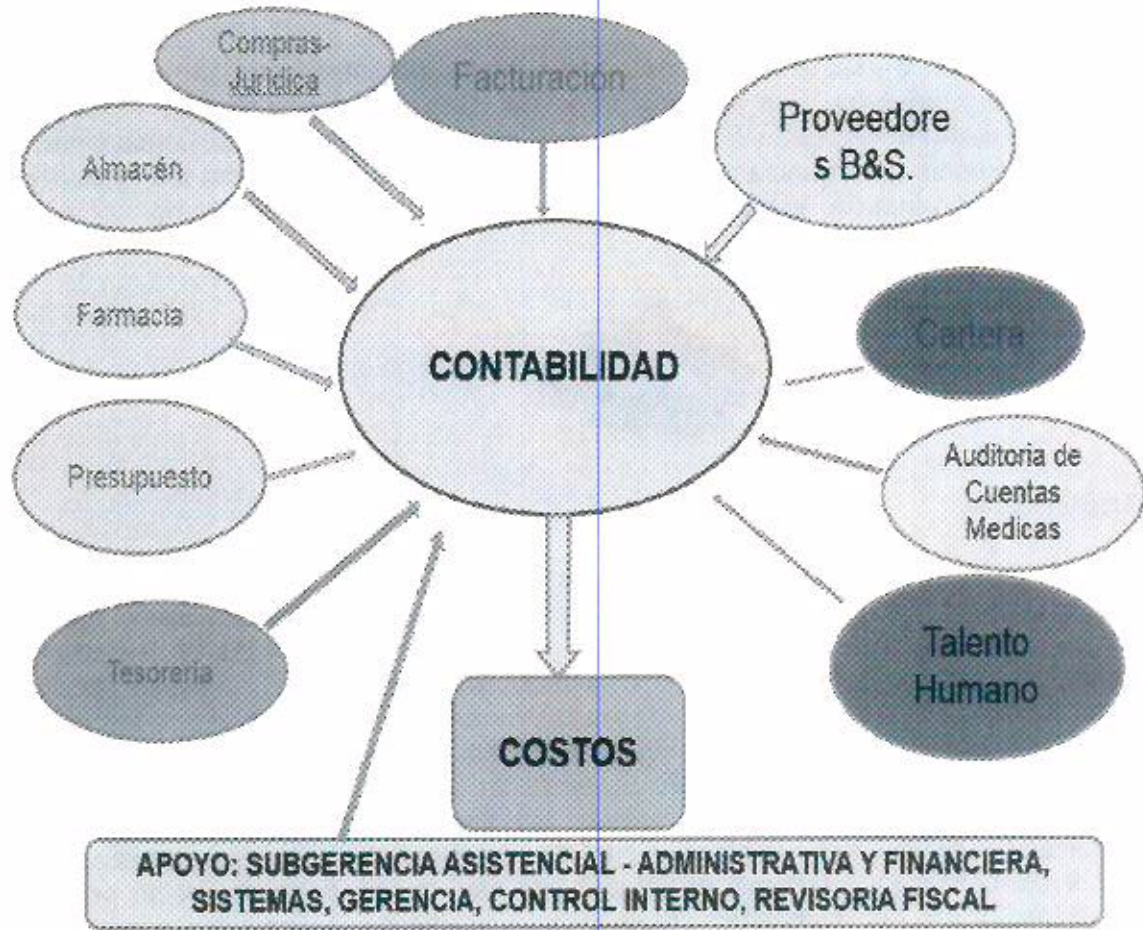 Compras-
Jurídica
Facturación
Proveedore
s B&S.
Almacén
Farmacia
CONTABILIDAD
Cartera
Presupuesto
Auditoria de
Cuentas
Medicas
Tesorería
Talento
Humano
COSTOS
APOYO: SUBGERENCIA ASISTENCIAL - ADMINISTRATIVA Y FINANCIERA,
SISTEMAS, GERENCIA, CONTROL INTERNO, REVISORIA FISCAL